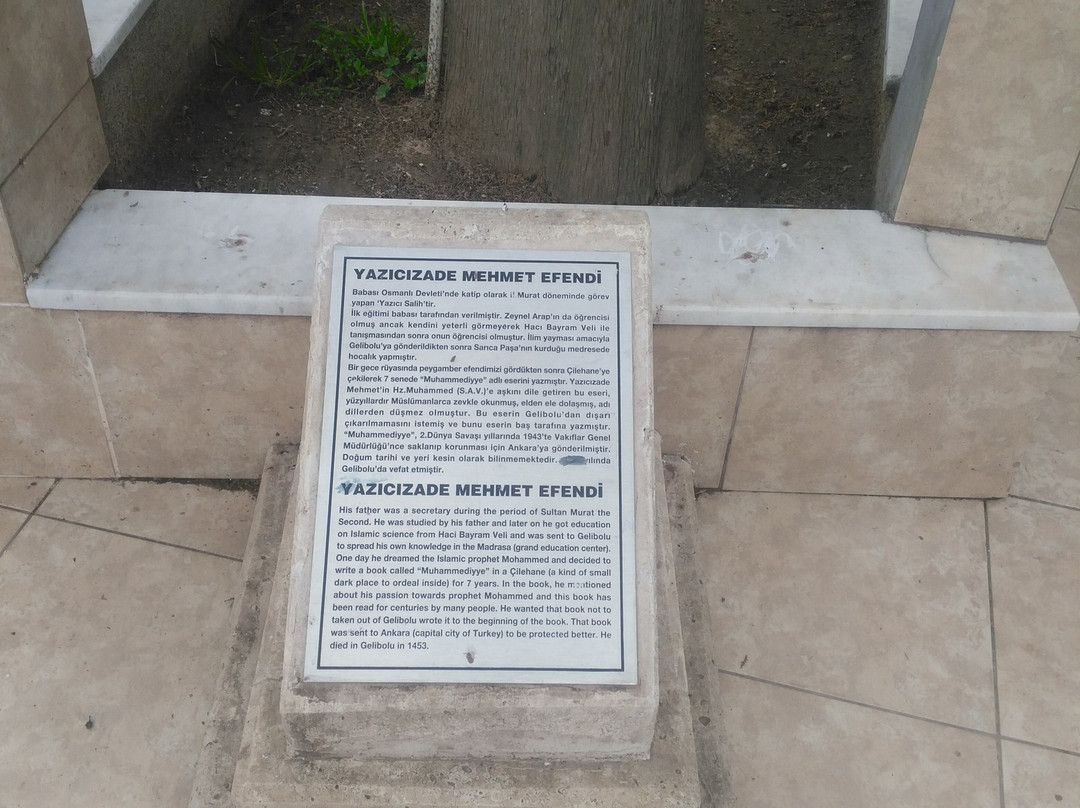 YAZICIZADE MEHMET EFENDİ
Babası Osmanlı Devleti'nde katip olarak Murat döneminde görev
yapan 'Yazıcı Salih'tir.
İlk eğitimi babası tarafından verilmiştir. Zeynel Arap'ın da öğrencisi
olmuş ancak kendini yeterli görmeyerek Hacı Bayram Veli ile
tanışmasından sonra onun öğrencisi olmuştur. İlim yayması amacıyla
Gelibolu'ya gönderildikten sonra Sarıca Paşa'nın kurduğu medresede
hocalık yapmıştır.
Bir gece rüyasında peygamber efendimizi gördükten sonra Çilehane'ye
çekilerek 7 senede "Muhammediyye" adlı eserini yazmıştır. Yazıcızade
Mehmet'in Hz.Muhammed (S.A.V.)'e aşkını dile getiren bu eseri,
yüzyıllardır Müslümanlarca zevkle okunmuş, elden ele dolaşmış, adı
dillerden düşmez olmuştur. Bu eserin Gelibolu'dan dışarı
çıkarılmamasını istemiş ve bunu eserin baş tarafına yazmıştır.
"Muhammediyye", 2.Dünya Savaşı yıllarında 1943'te Vakıflar Genel
Müdürlüğü'nce saklanıp korunması için Ankara'ya gönderilmiştir.
Doğum tarihi ve yeri kesin olarak bilinmemektedir.
Gelibolu'da vefat etmiştir.
YAZICIZADE MEHMET EFENDİ
His father was a secretary during the period of Sultan Murat the
Second. He was studied by his father and later on he got education
on Islamic science from Haci Bayram Veli and was sent to Gelibolu
to spread his own knowledge in the Madrasa (grand education center).
One day he dreamed the Islamic prophet Mohammed and decided to
write a book called "Muhammediyye" in a Çilehane (a kind of small
dark place to ordeal inside) for 7 years. In the book, he mentioned
about his passion towards prophet Mohammed and this book has
been read for centuries by many people. He wanted that book not to
taken out of Gelibolu wrote it to the beginning of the book. That book
was sent to Ankara (capital city of Turkey) to be protected better. He
died in Gelibolu in 1453.